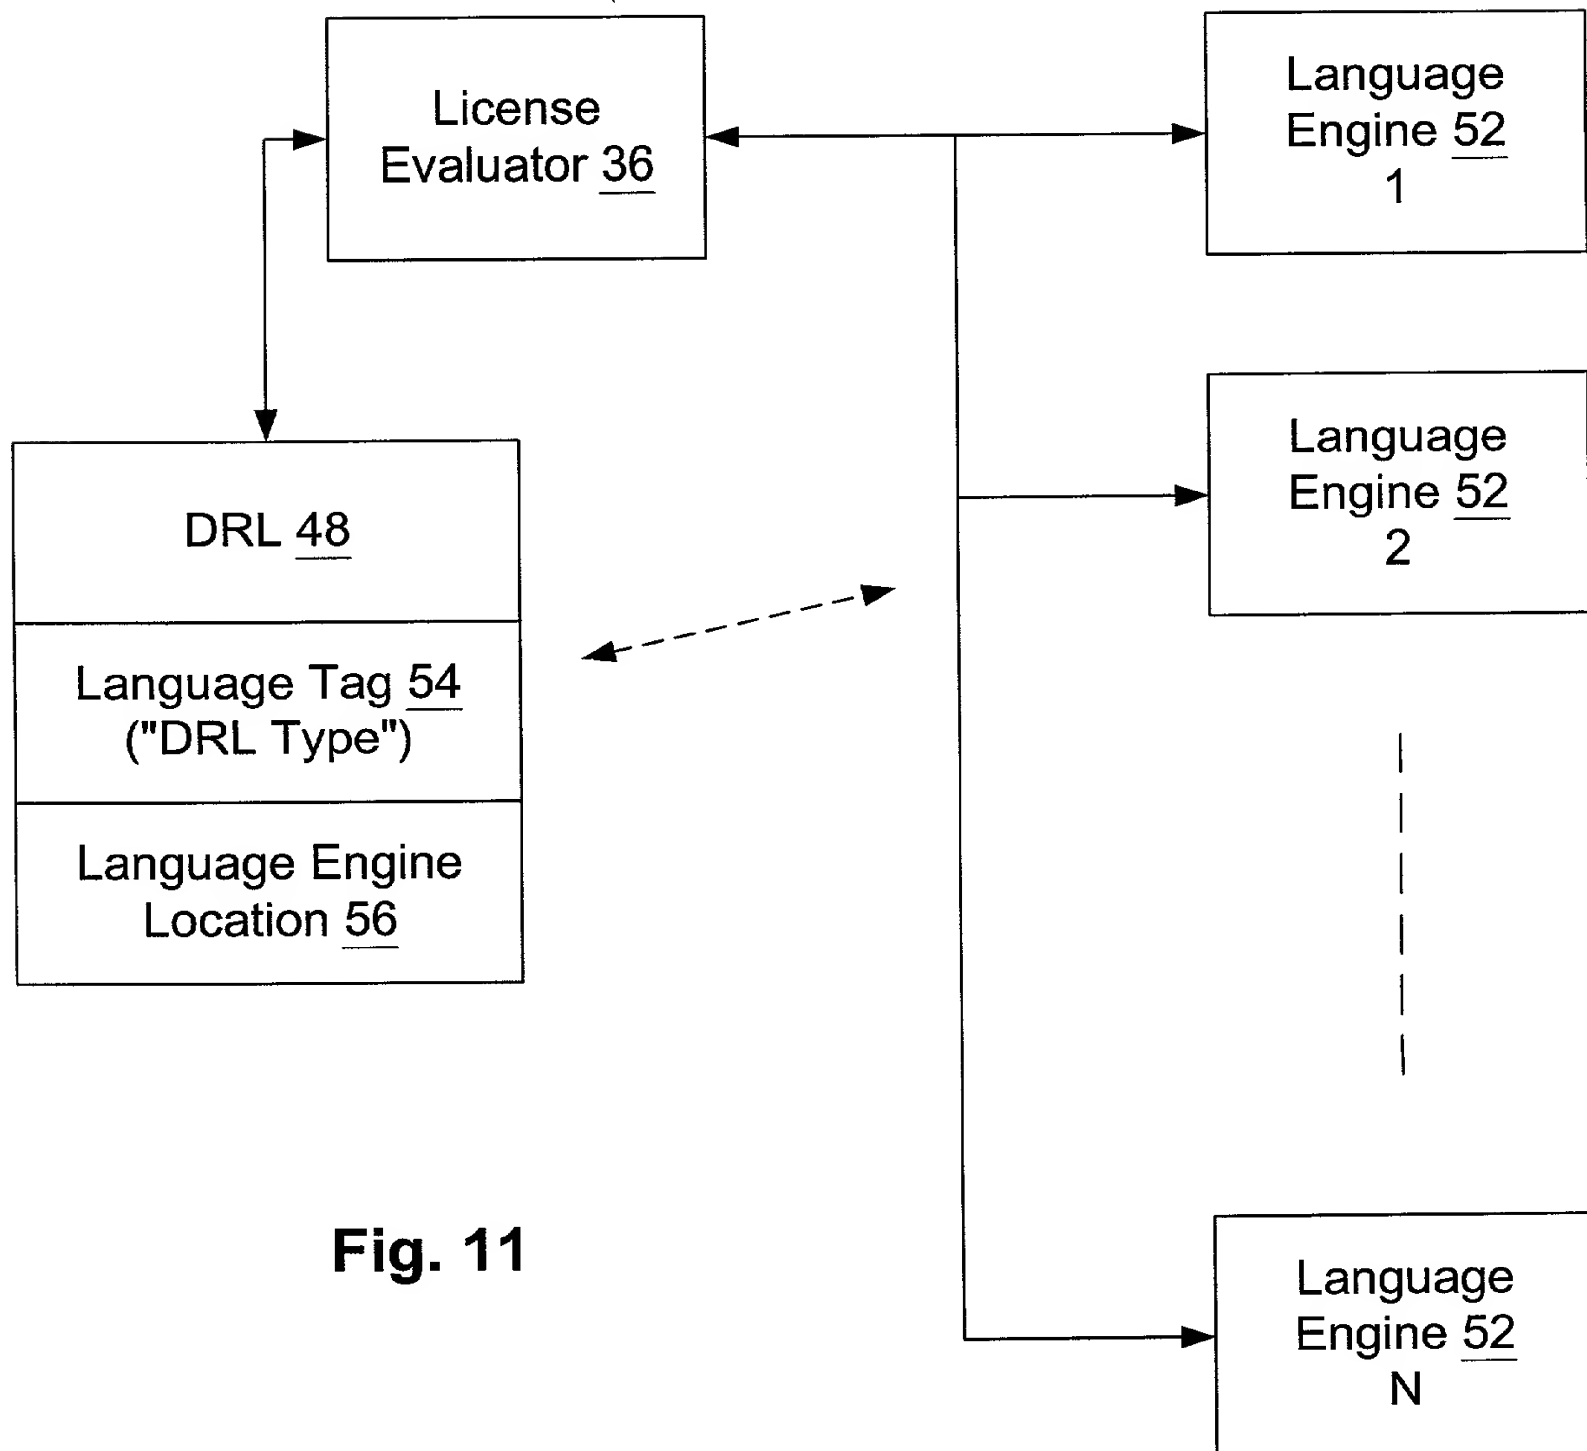 License
Evaluator 36
Language
Engine 52
1
Language
Engine 52
2
DRL 48
Language Tag 54
("DRL Type")
Language Engine
Location 56
Fig. 11
Language
Engine 52
N